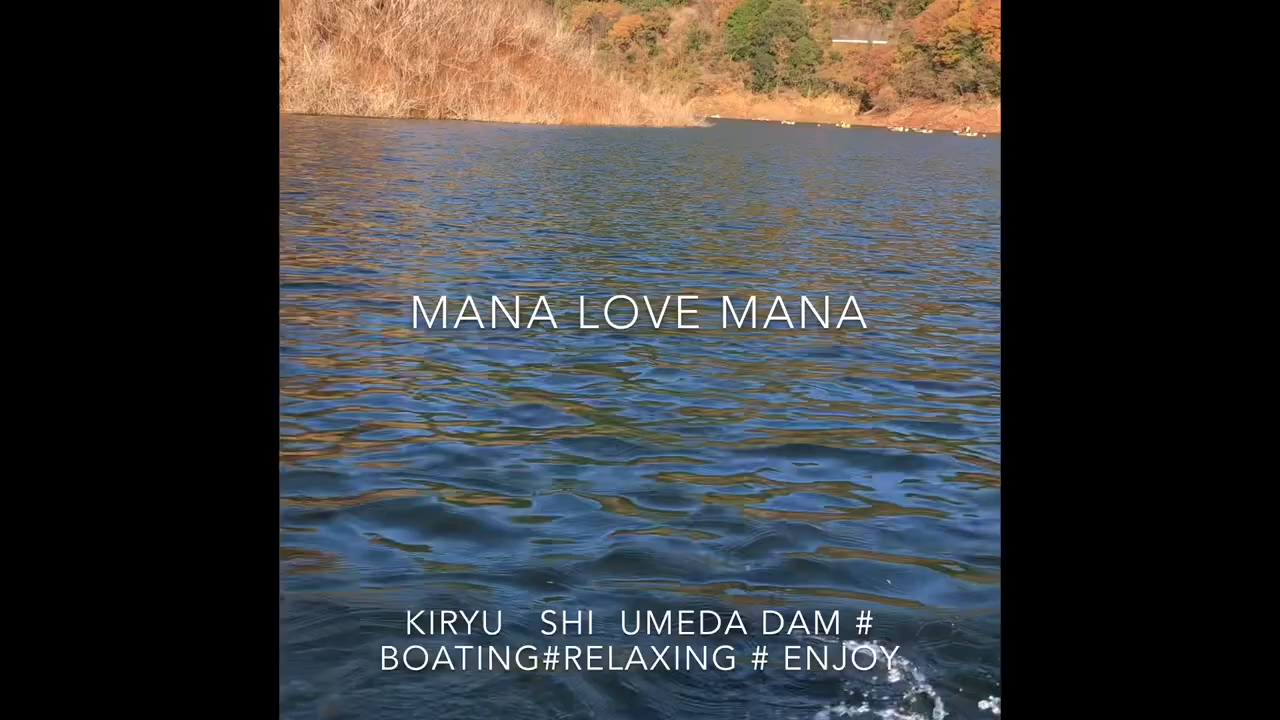 MANA LOVE MANA
KIRYU SHI UMEDA DAM #
BOATING#RELAXING # ENJOY